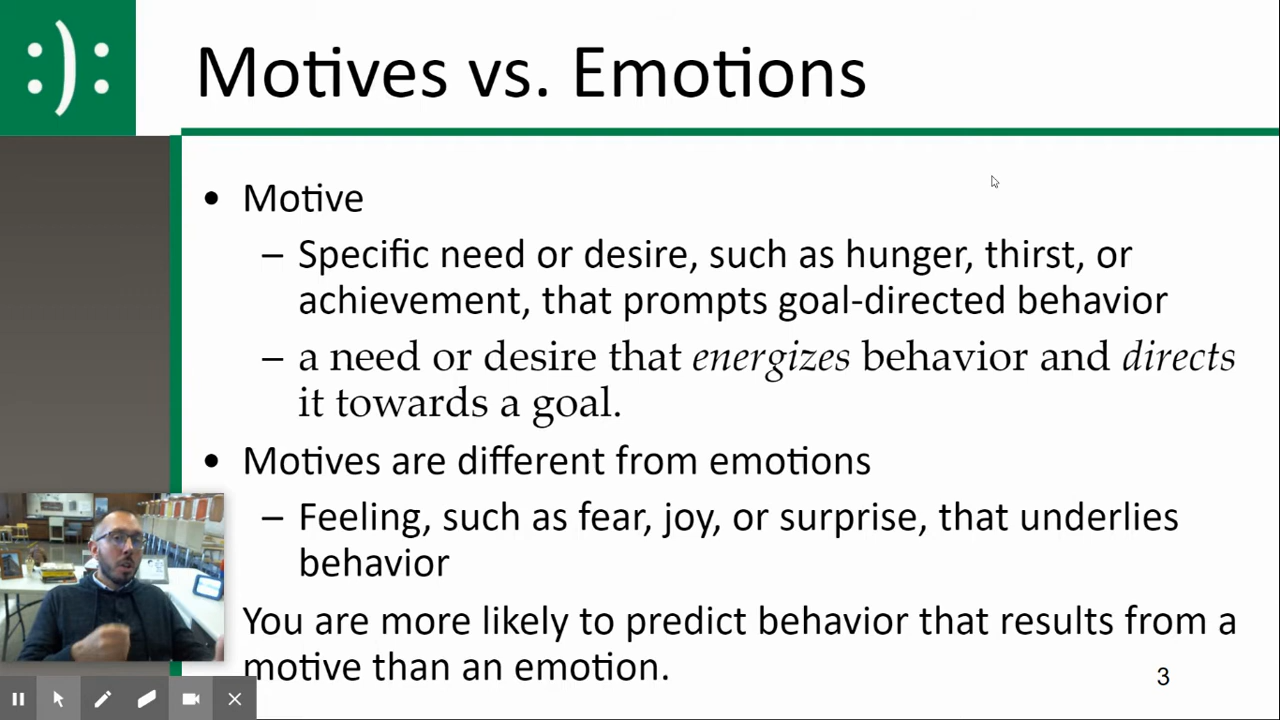 :):
Motives vs. Emotions
• Motive
– Specific need or desire, such as hunger, thirst, or
achievement, that prompts goal-directed behavior
– a need or desire that energizes behavior and directs
it towards a goal.
• Motives are different from emotions
– Feeling, such as fear, joy, or surprise, that underlies
behavior
You are more likely to predict behavior that results from a
motive than an emotion.
3